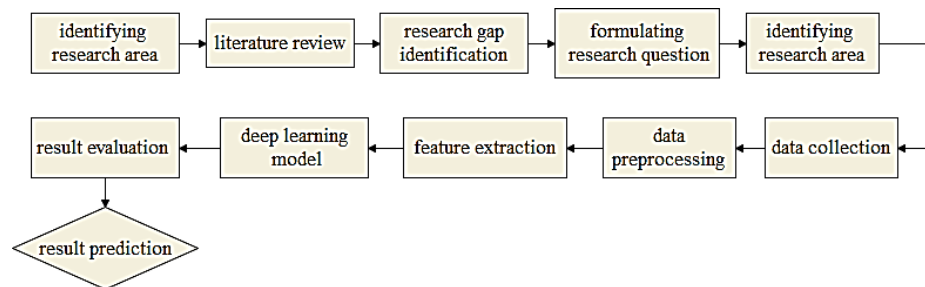 identifying
research area
literature review
research gap
identification
formulating
research question
identifying
research area
data collection
data
preprocessing
feature extraction
deep learning
model
result evaluation
result prediction